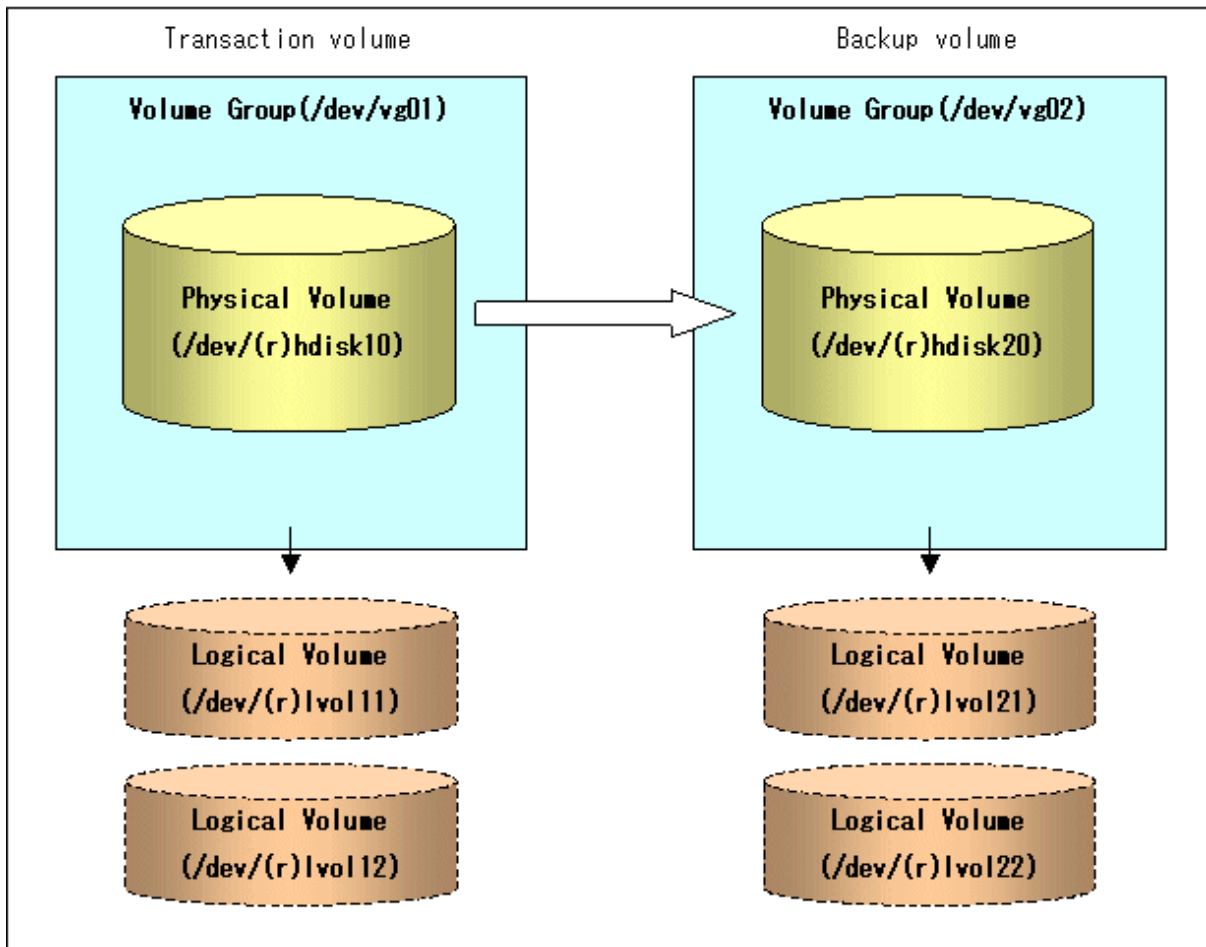 Transaction volume
Volume Group(/dev/vg01)
Physical Volume
(/dev/(r)hdisk10)
Logical Volume
(/dev/(r)lvol11)
Logical Volume
(/dev/(r)lvol12)
Backup volume
Volume Group(/dev/vg02)
Physical Volume
(/dev/(r)hdisk20)
Logical Volume
(/dev/(r)lvol21)
Logical Volume
(/dev/(r)lvol22)